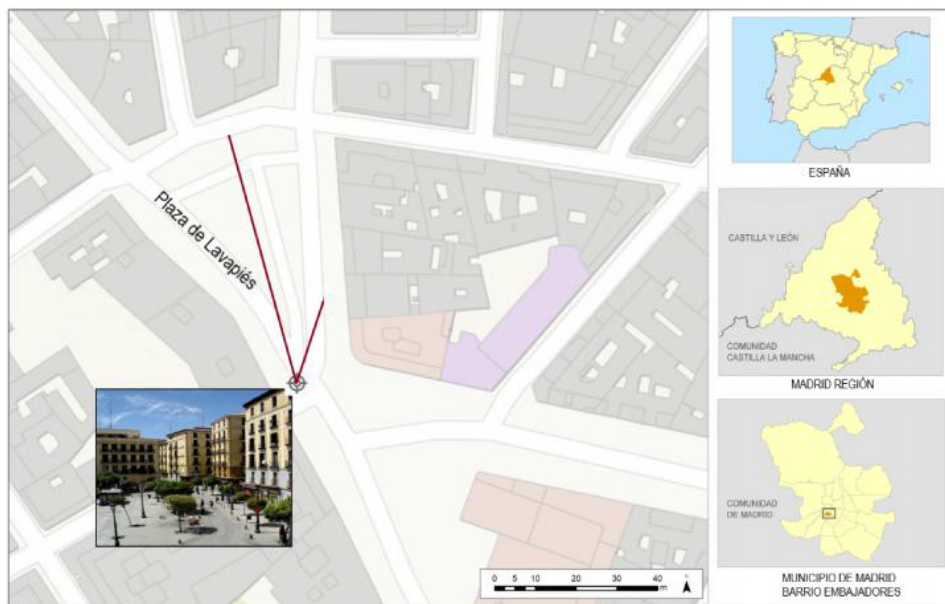 Plaza de Lavapiés
0 5 10 20 30 40
m
N
ESPAÑA
CASTILLA Y LEÓN
COMUNIDAD
CASTILLA LA MANCHA
MADRID REGIÓN
COMUNIDAD
DE MADRID
MUNICIPIO DE MADRID
BARRIO EMBAJADORES